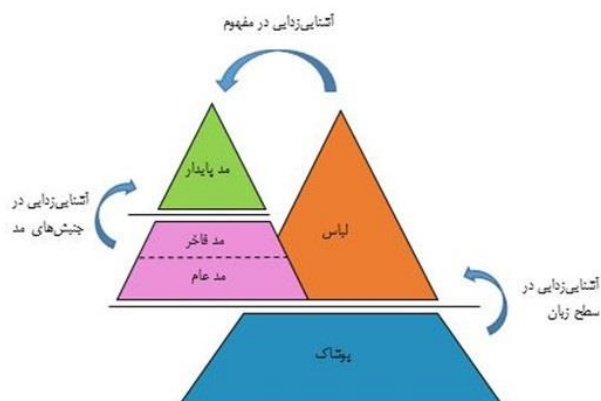 آشنایی‌زدایی در مفهوم
مد پایدار
آشنایی‌زدایی در
جنبش‌های مد
مد فاخر
لباس
مد عام
آشنایی‌زدایی در
سطح زبان
پوشاک